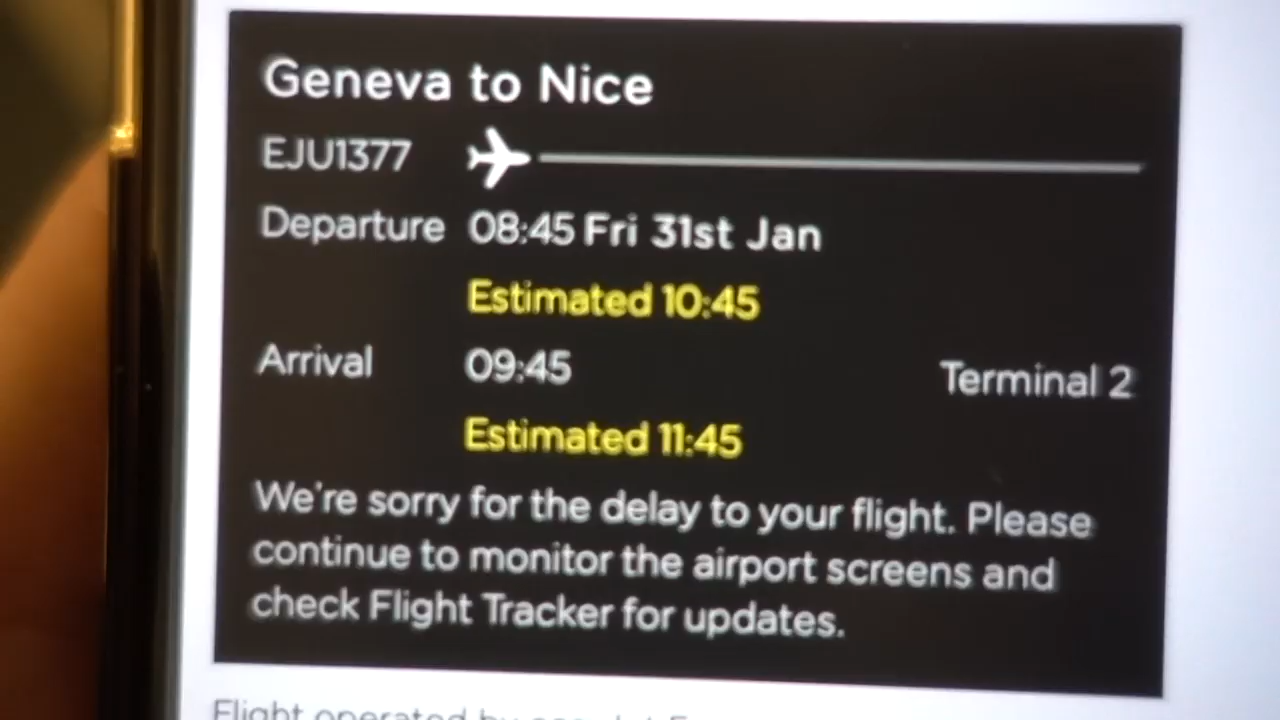 Geneva to Nice
EJU1377
Departure 08:45 Fri 31st Jan
Estimated 10:45
Arrival 09:45 Terminal 2
Estimated 11:45
We're sorry for the delay to your flight. Please
continue to monitor the airport screens and
check Flight Tracker for updates.
Flight operated by